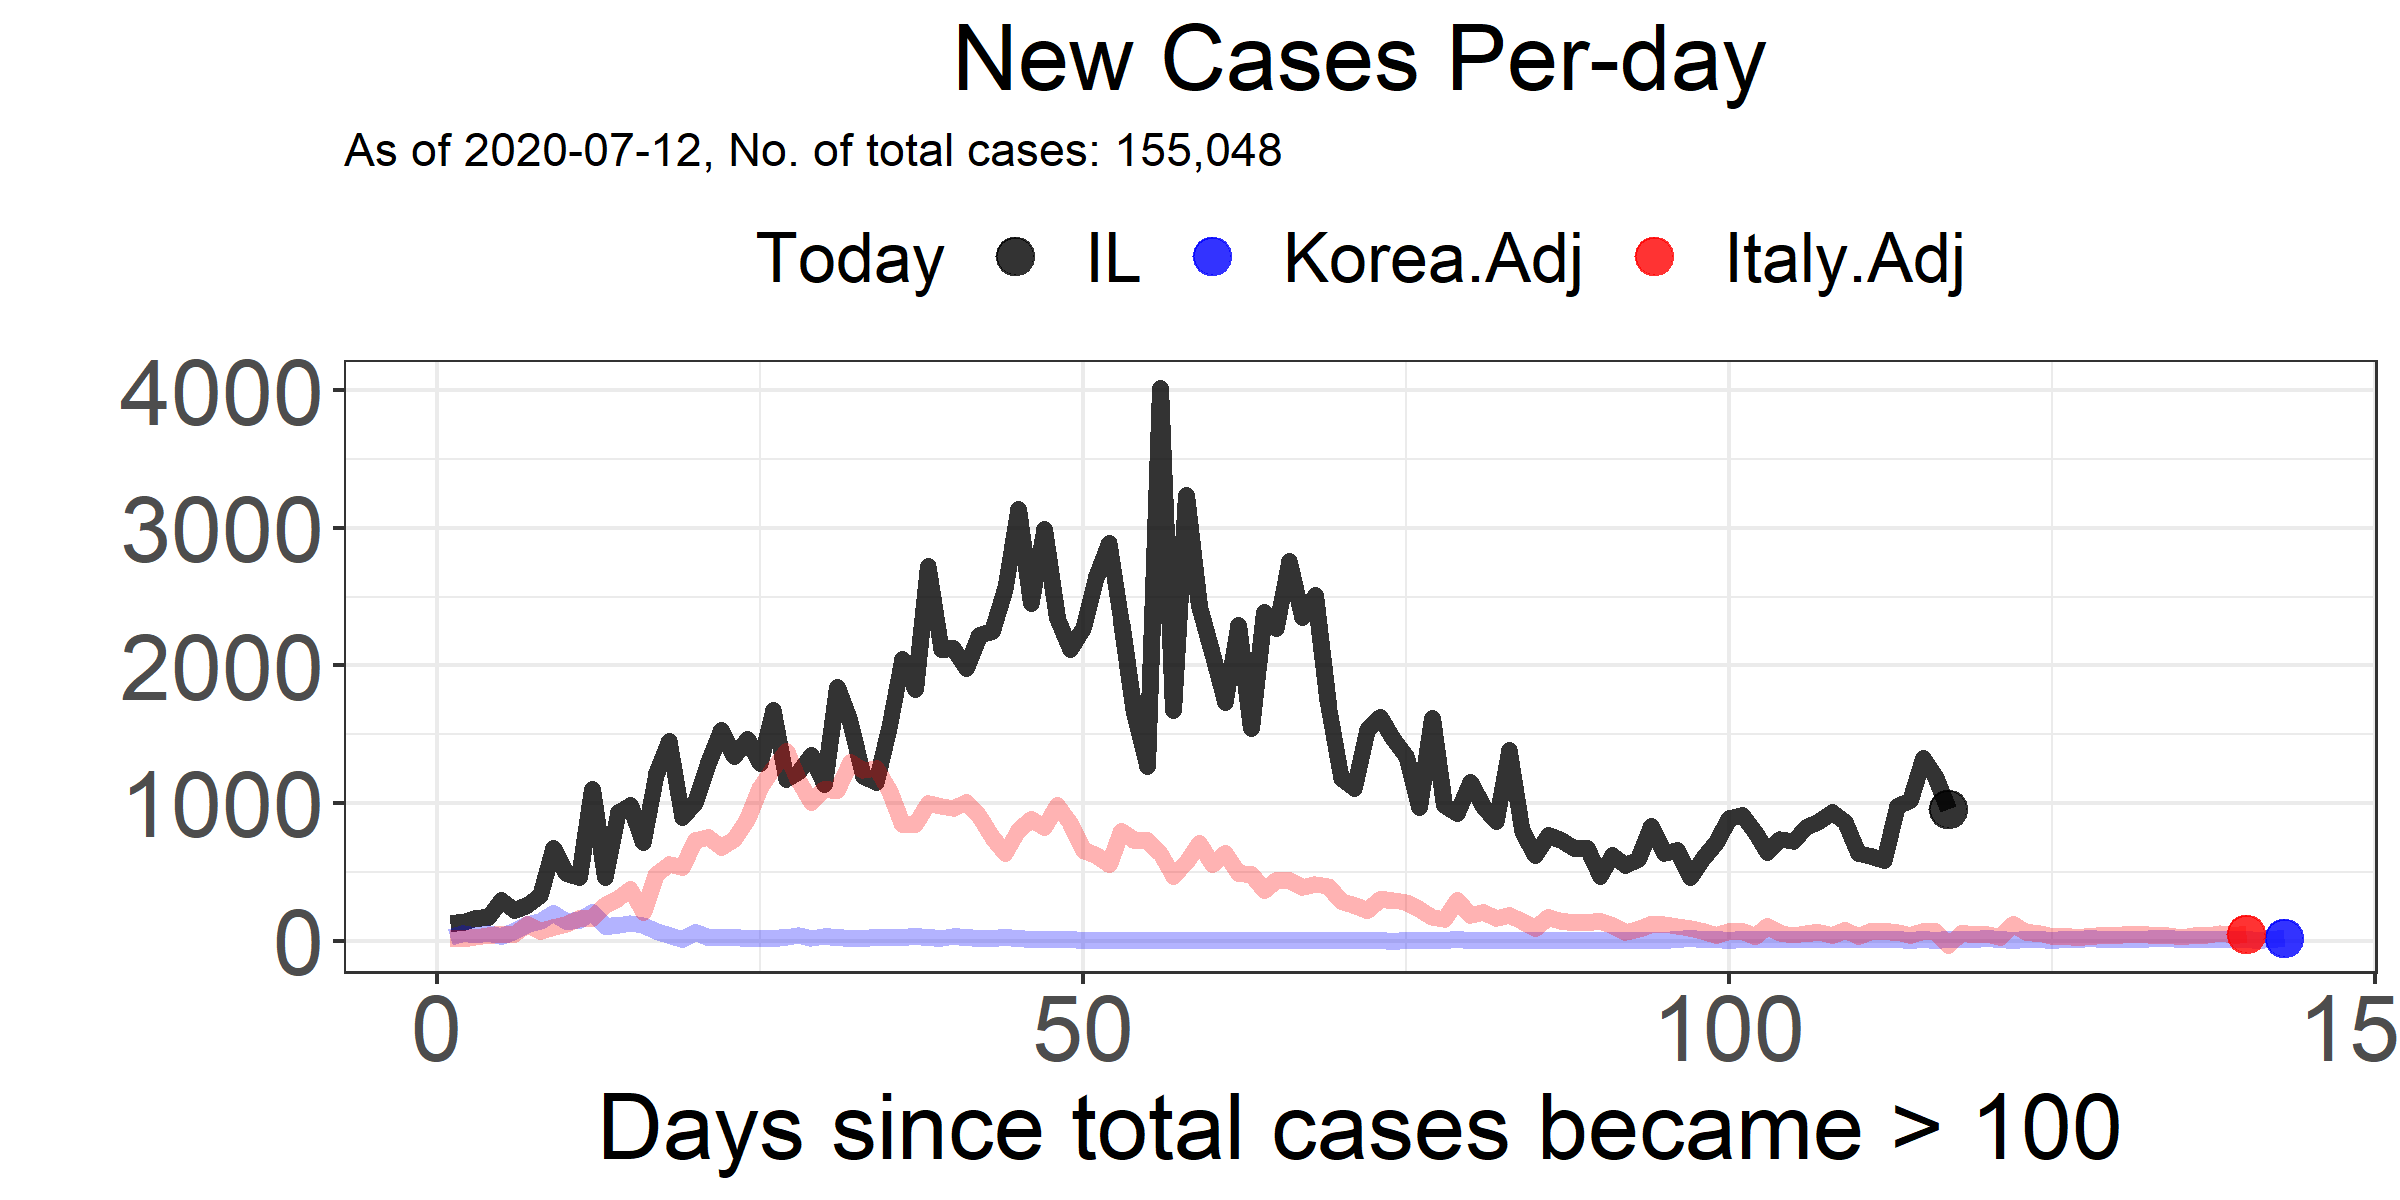 New Cases Per-day
As of 2020-07-12, No. of total cases: 155,048
Today IL Korea.Adj Italy.Adj
4000
3000
2000
1000
0
0 50 100 15
Days since total cases became > 100